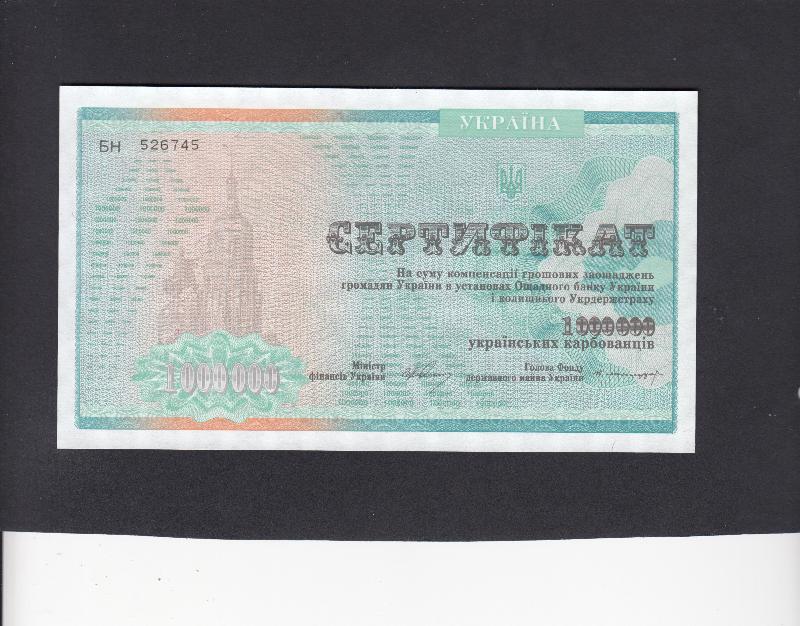 УКРАЇНА
БН 526745
СЕРТИФІКАТ
На суму компенсації грошових заощаджень
громадян України в установах Ощадного банку України
і колишнього Укрдержстраху
1000000
українських карбованців
1000000
Міністр
фінансів України
Голова Фонду
державного майна України